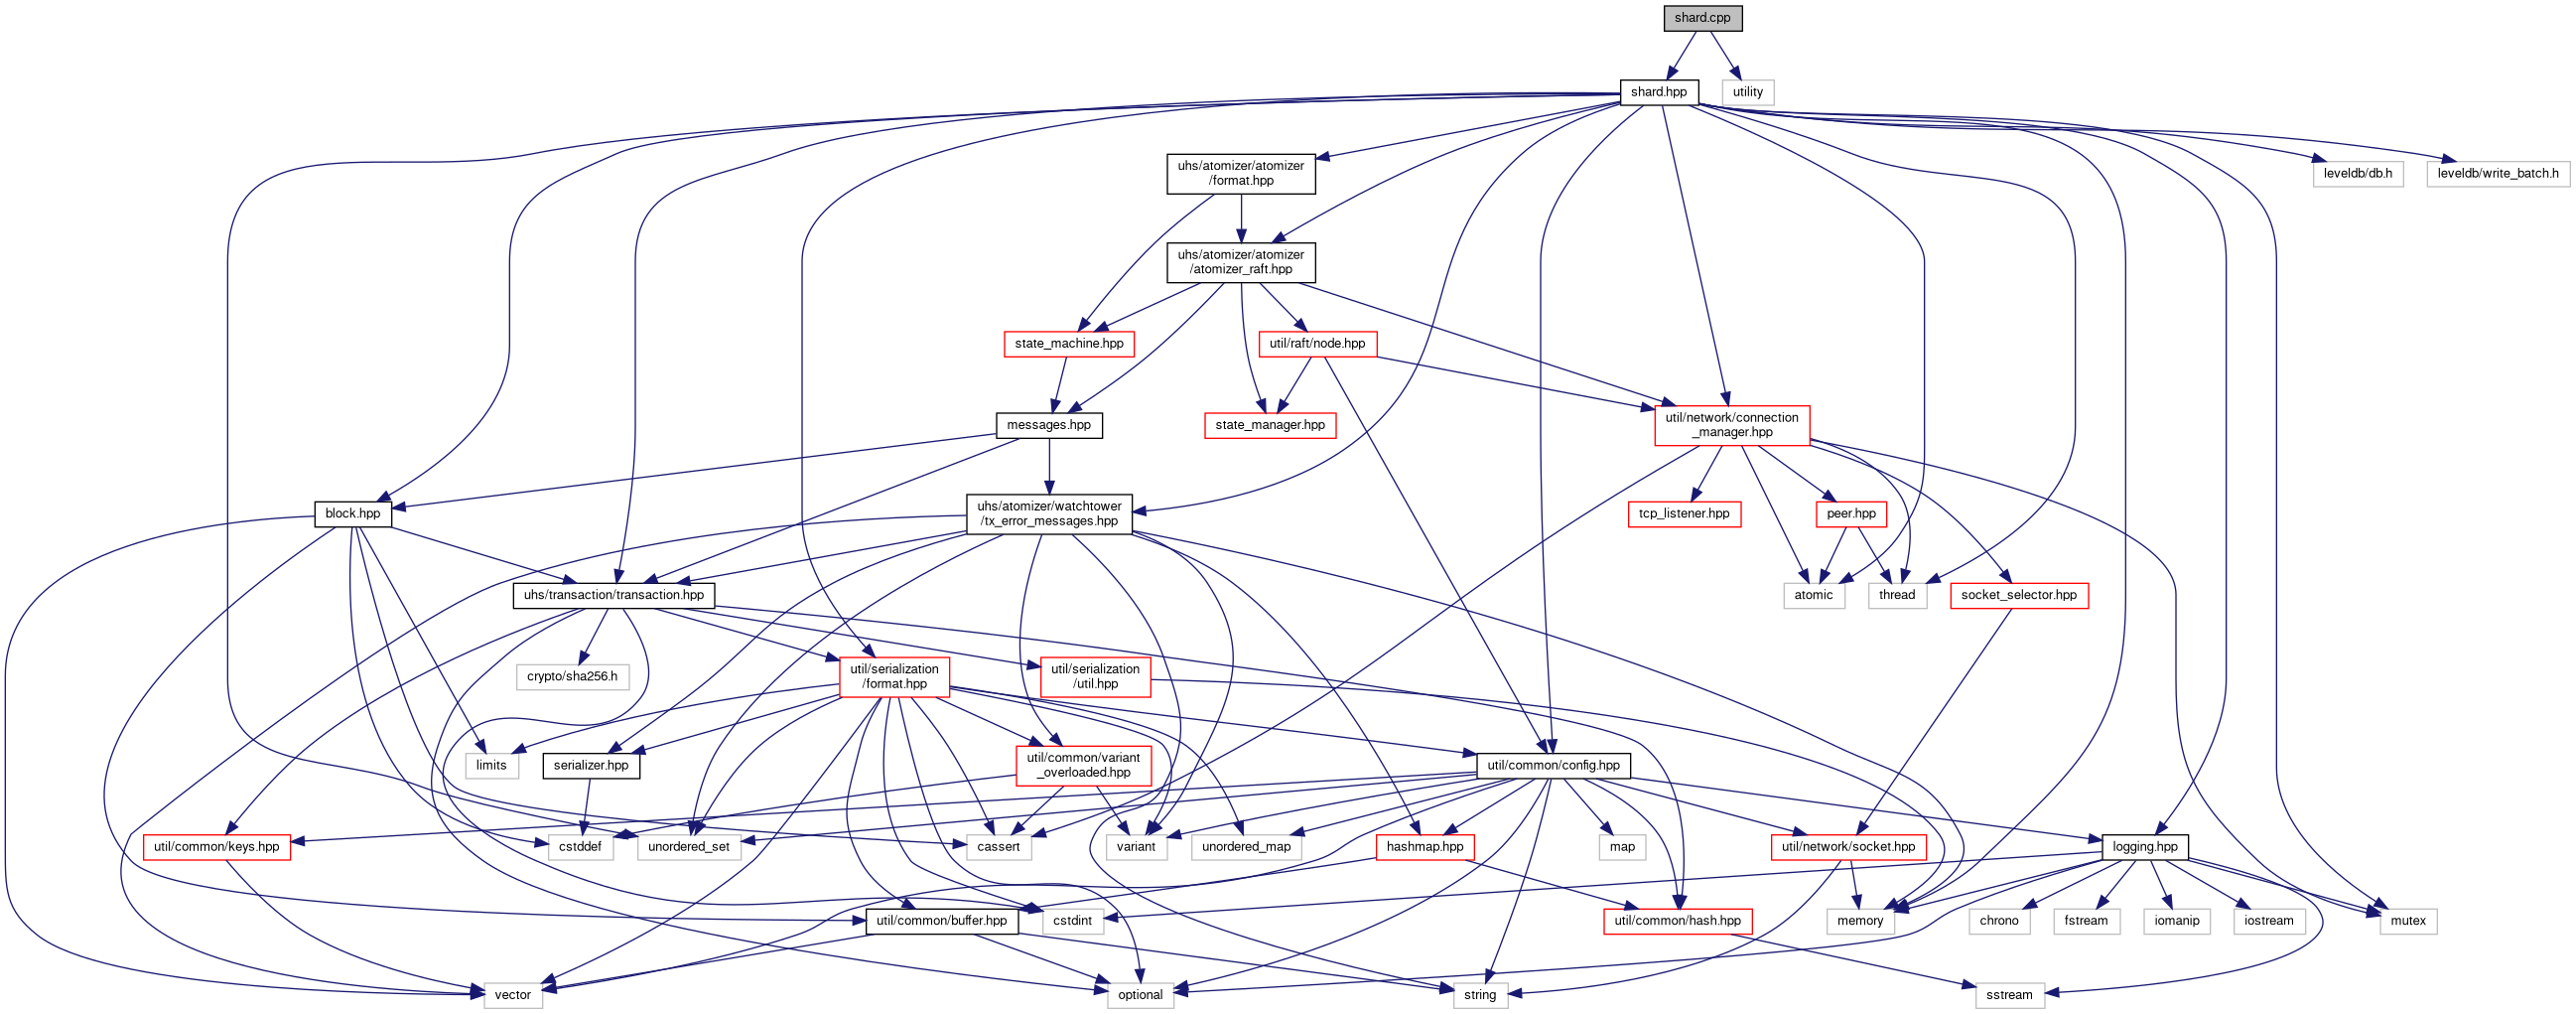 shard.cpp
shard.hpp
utility
uhs/atomizer/atomizer
/format.hpp
leveldb/db.h
leveldb/write_batch.h
uhs/atomizer/atomizer
/atomizer_raft.hpp
state_machine.hpp
util/raft/node.hpp
messages.hpp
state_manager.hpp
util/network/connection
_manager.hpp
block.hpp
uhs/atomizer/watchtower
/tx_error_messages.hpp
tcp_listener.hpp
peer.hpp
uhs/transaction/transaction.hpp
atomic
thread
socket_selector.hpp
crypto/sha256.h
util/serialization
/format.hpp
util/serialization
/util.hpp
limits
serializer.hpp
util/common/variant
_overloaded.hpp
util/common/config.hpp
util/common/keys.hpp
cstddef
unordered_set
cassert
variant
unordered_map
hashmap.hpp
map
util/network/socket.hpp
logging.hpp
util/common/buffer.hpp
cstdint
util/common/hash.hpp
memory
chrono
fstream
iomanip
iostream
mutex
vector
optional
string
sstream